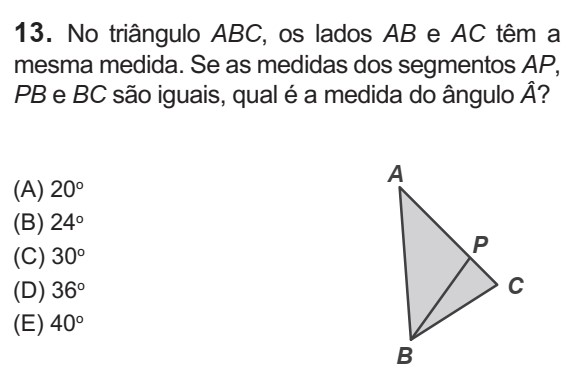 13. No triângulo ABC, os lados AB e AC têm a
mesma medida. Se as medidas dos segmentos AP,
PB e BC são iguais, qual é a medida do ângulo Â?
(A) 20º
(B) 24º
(C) 30º
(D) 36º
(E) 40º
A
P
C
B